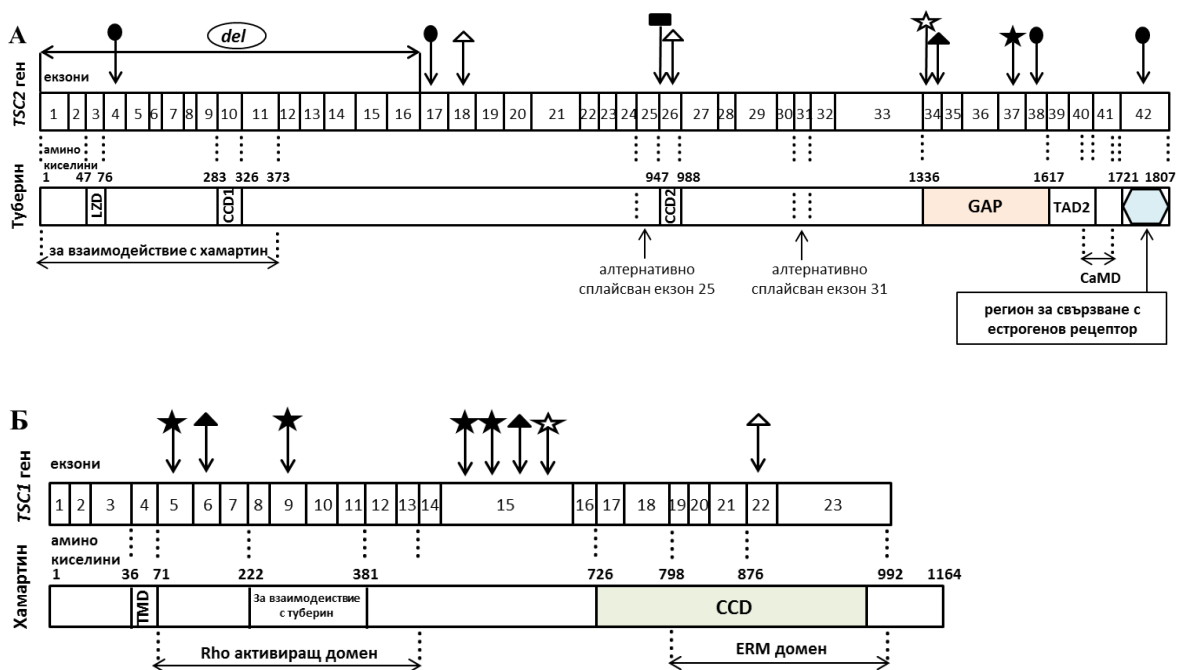 А
del
TSC2 ген
екзони
1 2 3 4 5 6 7 8 9 10 11 12 13 14 15 16 17 18 19 20 21 22 23 24 25 26 27 28 29 30 31 32 33 34 35 36 37 38 39 40 41 42
амино
киселини
1 47 76 283 326 373 947 988 1336 1617 1721 1807
Туберин
LZD CCD1 CCD2 GAP TAD2
за взаимодействие с хамартин
алтернативно
сплайсван екзон 25
алтернативно
сплайсван екзон 31
CaMD
регион за свързване с
естрогенов рецептор
Б
TSC1 ген
екзони
1 2 3 4 5 6 7 8 9 10 11 12 13 14 15 16 17 18 19 20 21 22 23
амино
киселини
1 36 71 222 381 726 798 876 992 1164
Хамартин
TMD
За взаимодеиствие
с туберин
CCD
Rho активиращ домен
ERM домен